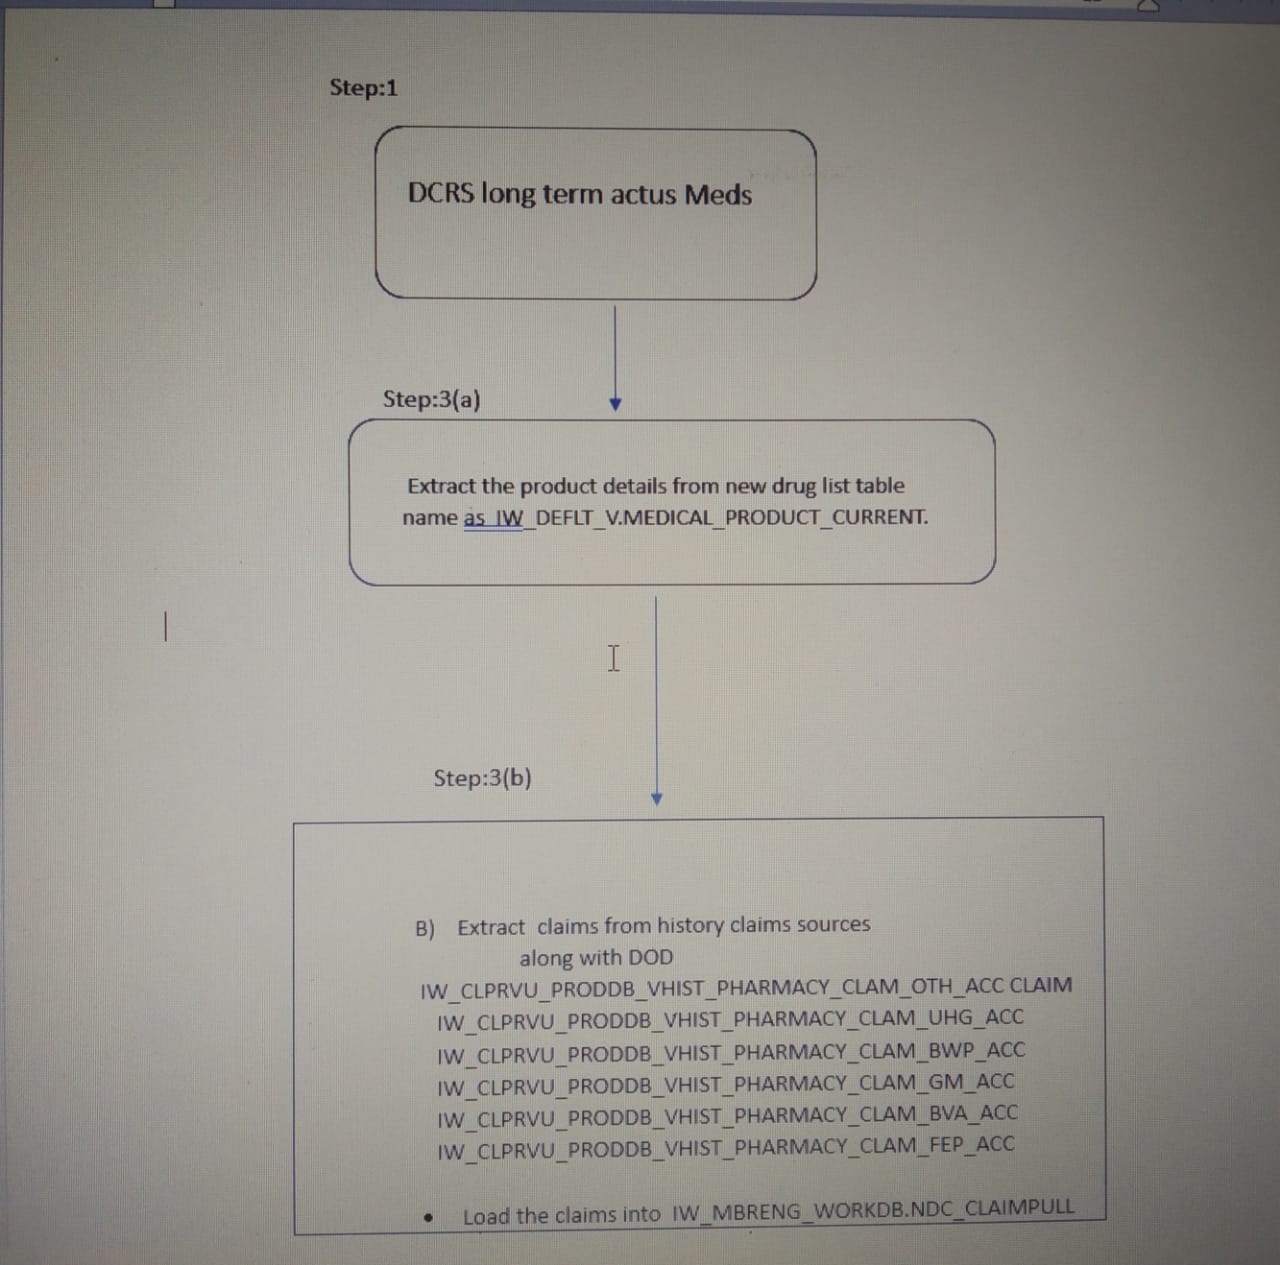 Step:1
DCRS long term actus Meds
Step:3(a)
Extract the product details from new drug list table
name as IW_DEFLT_V.MEDICAL_PRODUCT_CURRENT.
Step:3(b)
B) Extract claims from history claims sources
along with DOD
IW_CLPRVU_PRODDB_VHIST_PHARMACY_CLAM_OTH_ACC CLAIM
IW_CLPRVU_PRODDB_VHIST_PHARMACY_CLAM_UHG_ACC
IW_CLPRVU_PRODDB_VHIST_PHARMACY_CLAM_BWP_ACC
IW_CLPRVU_PRODDB_VHIST_PHARMACY_CLAM_GM_ACC
IW_CLPRVU_PRODDB_VHIST_PHARMACY_CLAM_BVA_ACC
IW_CLPRVU_PRODDB_VHIST_PHARMACY_CLAM_FEP_ACC
• Load the claims into IW_MBRENG_WORKDB.NDC_CLAIMPULL